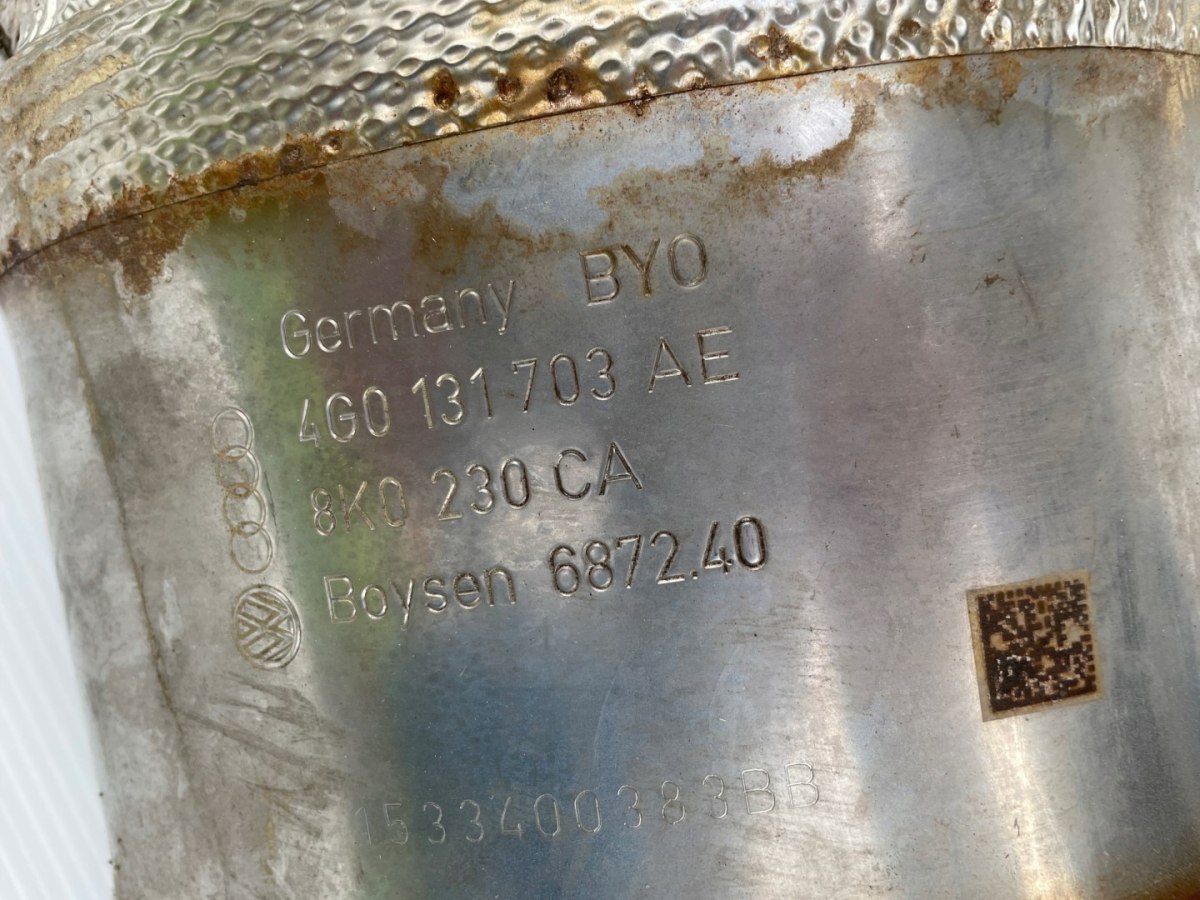 Germany BYO
4G0 131 703 AE
8K0 230 CA
Boysen 6872.40
1533400383BB